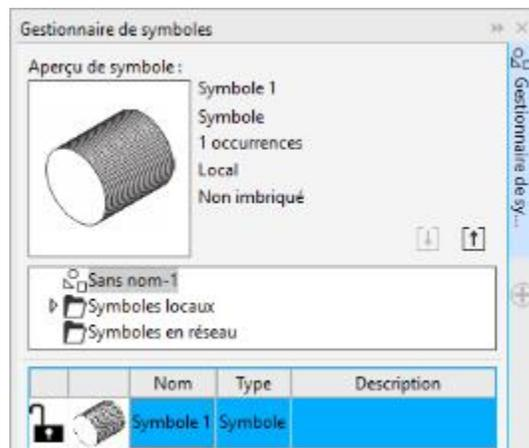 Gestionnaire de symboles
Aperçu de symbole :
Symbole 1
Symbole
1 occurrences
Local
Non imbriqué
Sans nom-1
Symboles locaux
Symboles en réseau
Nom Type Description
Symbole 1 Symbole
Gestionnaire de sy...